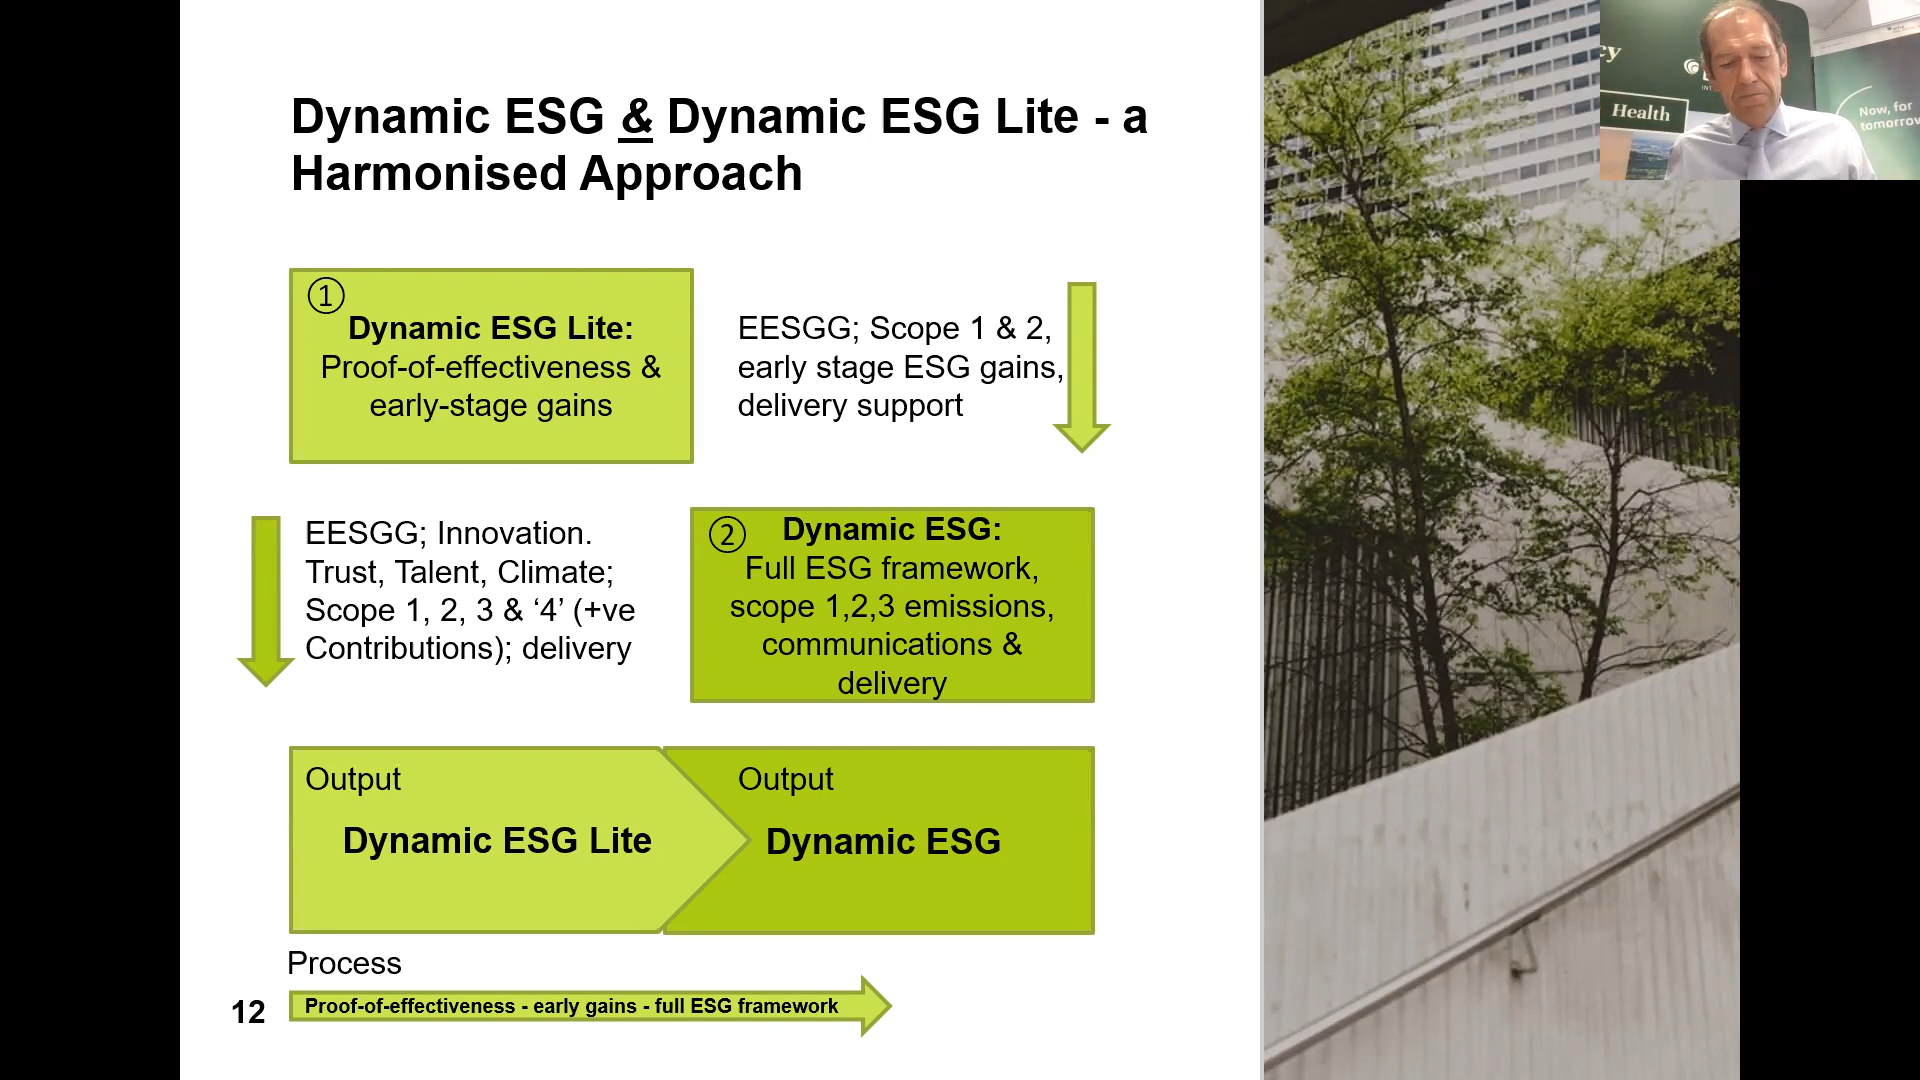 Dynamic ESG & Dynamic ESG Lite - a
Harmonised Approach
①
Dynamic ESG Lite:
Proof-of-effectiveness &
early-stage gains
EESGG; Scope 1 & 2,
early stage ESG gains,
delivery support
EESGG; Innovation.
Trust, Talent, Climate;
Scope 1, 2, 3 & ‘4’ (+ve
Contributions); delivery
②
Dynamic ESG:
Full ESG framework,
scope 1,2,3 emissions,
communications &
delivery
Output
Dynamic ESG Lite
Output
Dynamic ESG
Process
Proof-of-effectiveness - early gains - full ESG framework
12
Health
Now, for